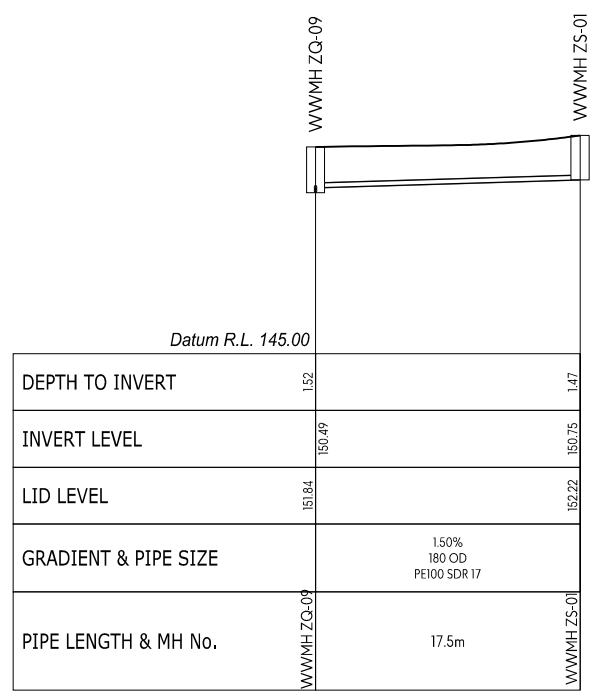 WWMH ZQ-09
WWMH ZS-01
Datum R.L. 145.00
DEPTH TO INVERT
1.52
1.47
INVERT LEVEL
150.49
150.75
LID LEVEL
151.84
152.22
GRADIENT & PIPE SIZE
1.50%
180 OD
PE100 SDR 17
PIPE LENGTH & MH No.
WWMH ZQ-09
17.5m
WWMH ZS-01